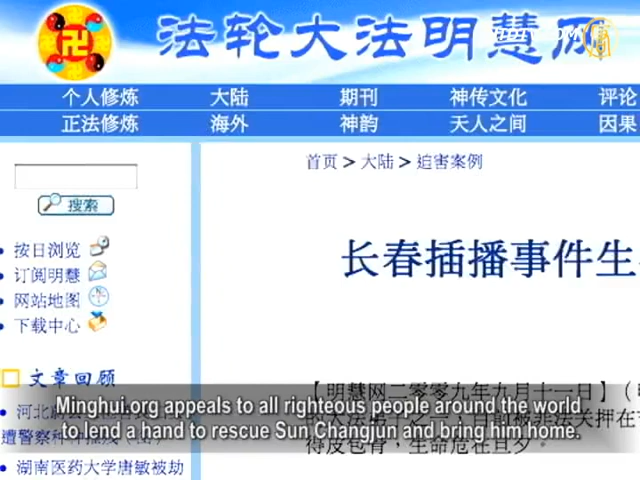 法轮大法明慧网
个人修炼 大陆 期刊 神传文化 评论
正法修炼 海外 神韵 天人之间 因果
首页 > 大陆 > 迫害案例
搜索
长春插播事件生
按日浏览
订阅明慧
网站地图
下载中心
文章回顾
【明慧网二零零九年九月十一日】
Minghui.org appeals to all righteous people around the world
to lend a hand to rescue Sun Changjun and bring him home.
得皮包骨，生命危在旦夕。
湖南医药大学唐敏被劫